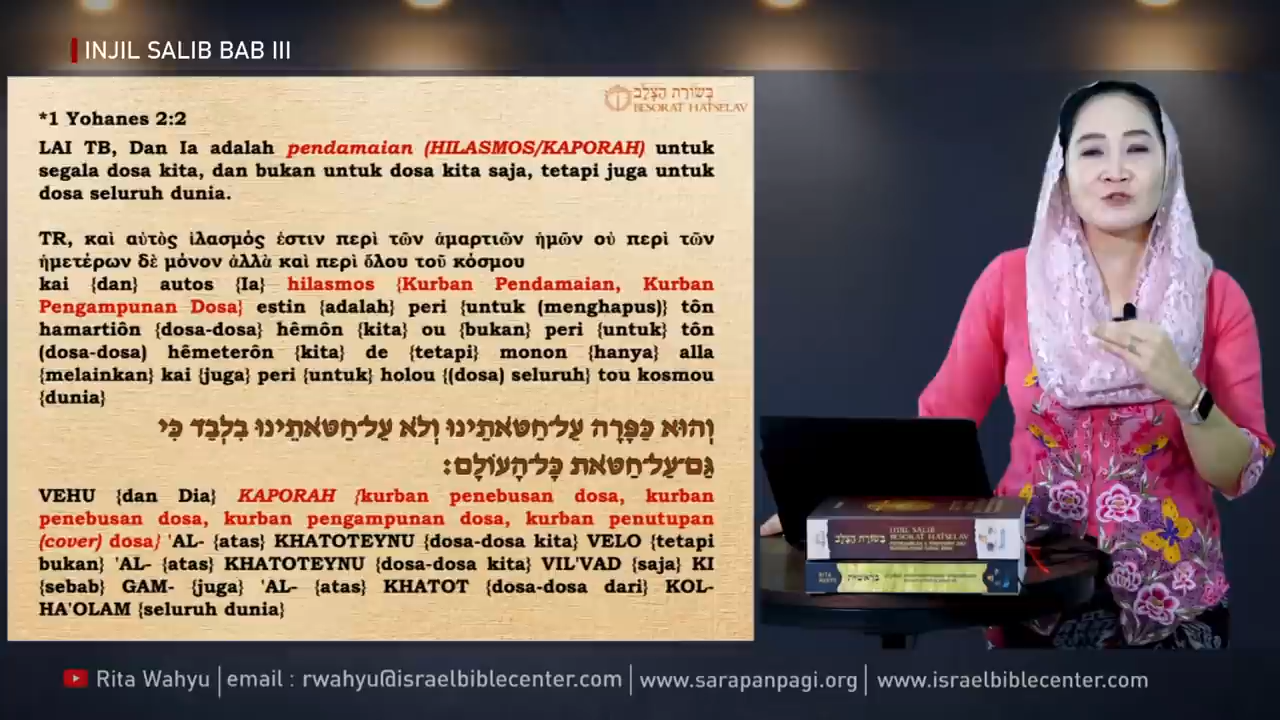 INJIL SALIB BAB III
בְּשׂוֹרַת הַצְּלָב
BESORAT HATSELAV
*1 Yohanes 2:2
LAI TB, Dan Ia adalah pendamaian (HILASMOS/KAPORAH) untuk
segala dosa kita, dan bukan untuk dosa kita saja, tetapi juga untuk
dosa seluruh dunia.
TR, καὶ αὐτὸς ἱλασμός ἐστιν περὶ τῶν ἁμαρτιῶν ἡμῶν οὐ περὶ τῶν
ἡμετέρων δὲ μόνον ἀλλὰ καὶ περὶ ὅλου τοῦ κόσμου
kai {dan} autos {Ia} hilasmos {Kurban Pendamaian, Kurban
Pengampunan Dosa} estin {adalah} peri {untuk (menghapus)} tôn
hamartiôn {dosa-dosa} hêmôn {kita} ou {bukan} peri {untuk} tôn
(dosa-dosa) hêmeterôn {kita} de {tetapi} monon {hanya} alla
{melainkan} kai {juga} peri {untuk} holou {(dosa) seluruh} tou kosmou
{dunia}
וְהוּא כַּפָּרָה עַל־חַטֹּאתֵינוּ וְלֹא עַל־חַטֹּאתֵינוּ בִּלְבַד כִּי
גַּם־עַל־חַטֹּאת כָּל־הָעוֹלָם׃
VEHU {dan Dia} KAPORAH {kurban penebusan dosa, kurban
penebusan dosa, kurban pengampunan dosa, kurban penutupan
(cover) dosa} 'AL- {atas} KHATOTEYNU {dosa-dosa kita} VELO {tetapi
bukan} 'AL- {atas} KHATOTEYNU {dosa-dosa kita} VIL'VAD {saja} KI
{sebab} GAM- {juga} 'AL- {atas} KHATOT {dosa-dosa dari} KOL-
HA'OLAM {seluruh dunia}
INJIL SALIB
BESORAT HATSELAV
Rita Wahyu | email : rwahyu@israelbiblecenter.com | www.sarapanpagi.org | www.israelbiblecenter.com